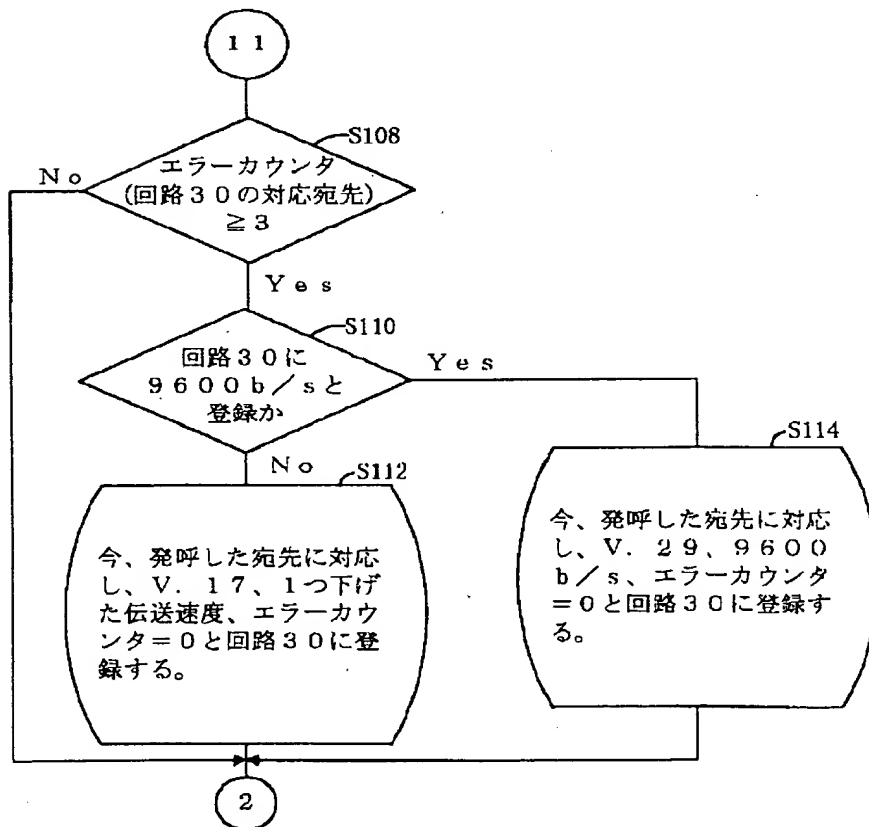 11
S108
エラーカウンタ
(回路30の対応宛先)
≧3
No
Yes
S110
回路30に
9600b/sと
登録か
Yes
No
S112
今、発呼した宛先に対応
し、V.17、1つ下げ
た伝送速度、エラーカウ
ンタ=0と回路30に登
録する。
S114
今、発呼した宛先に対応
し、V.29、9600
b/s、エラーカウンタ
=0と回路30に登録す
る。
2